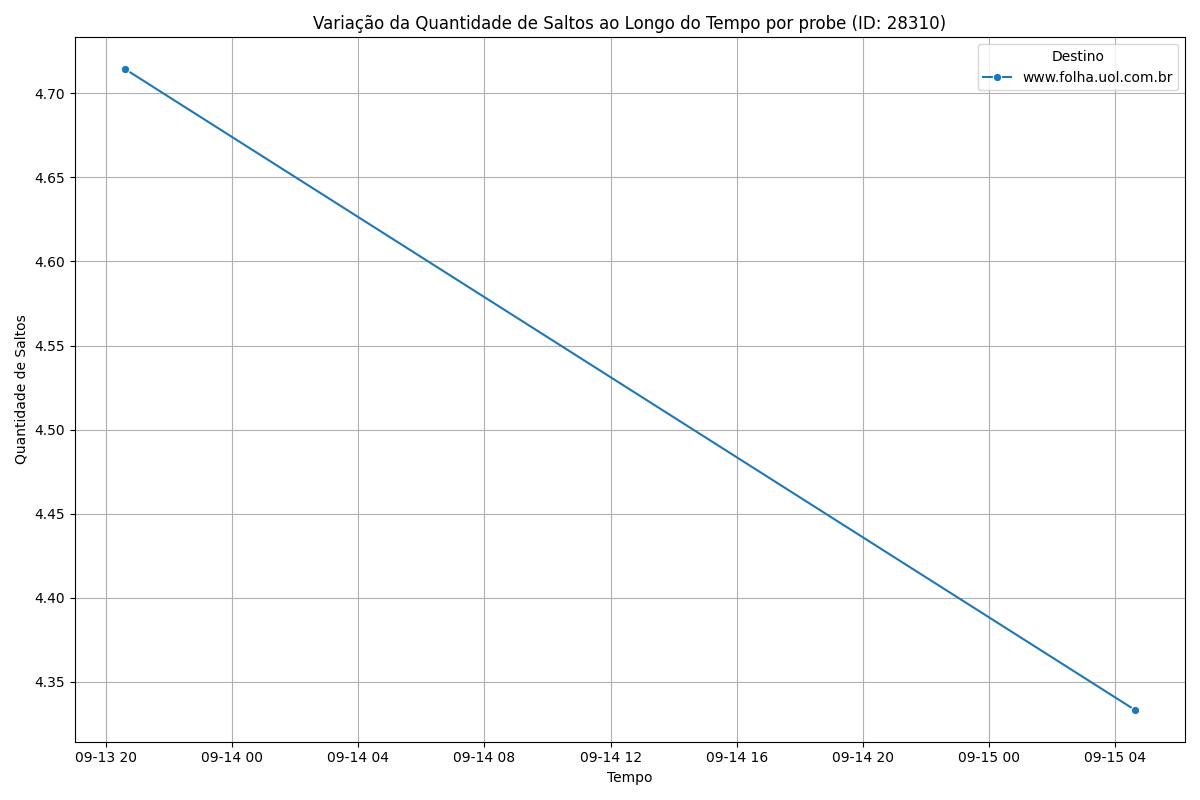 Variação da Quantidade de Saltos ao Longo do Tempo por probe (ID: 28310)
Destino
www.folha.uol.com.br
Quantidade de Saltos
4.70
4.65
4.60
4.55
4.50
4.45
4.40
4.35
09-13 20 09-14 00 09-14 04 09-14 08 09-14 12 09-14 16 09-14 20 09-15 00 09-15 04
Tempo